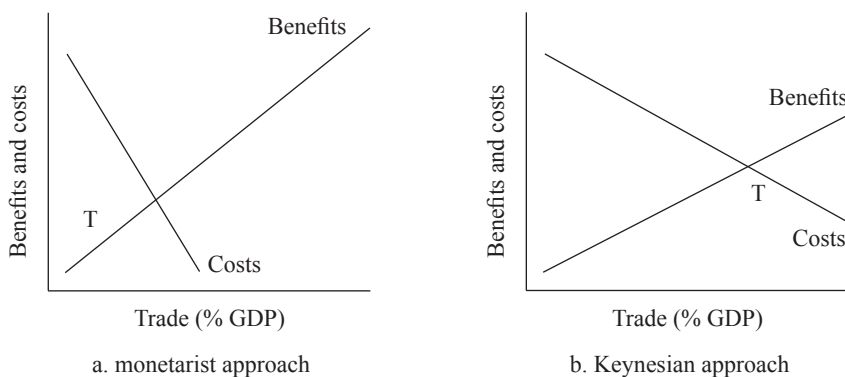 Benefits and costs
Benefits
T
Costs
Trade (% GDP)
a. monetarist approach
Benefits and costs
Benefits
T
Costs
Trade (% GDP)
b. Keynesian approach